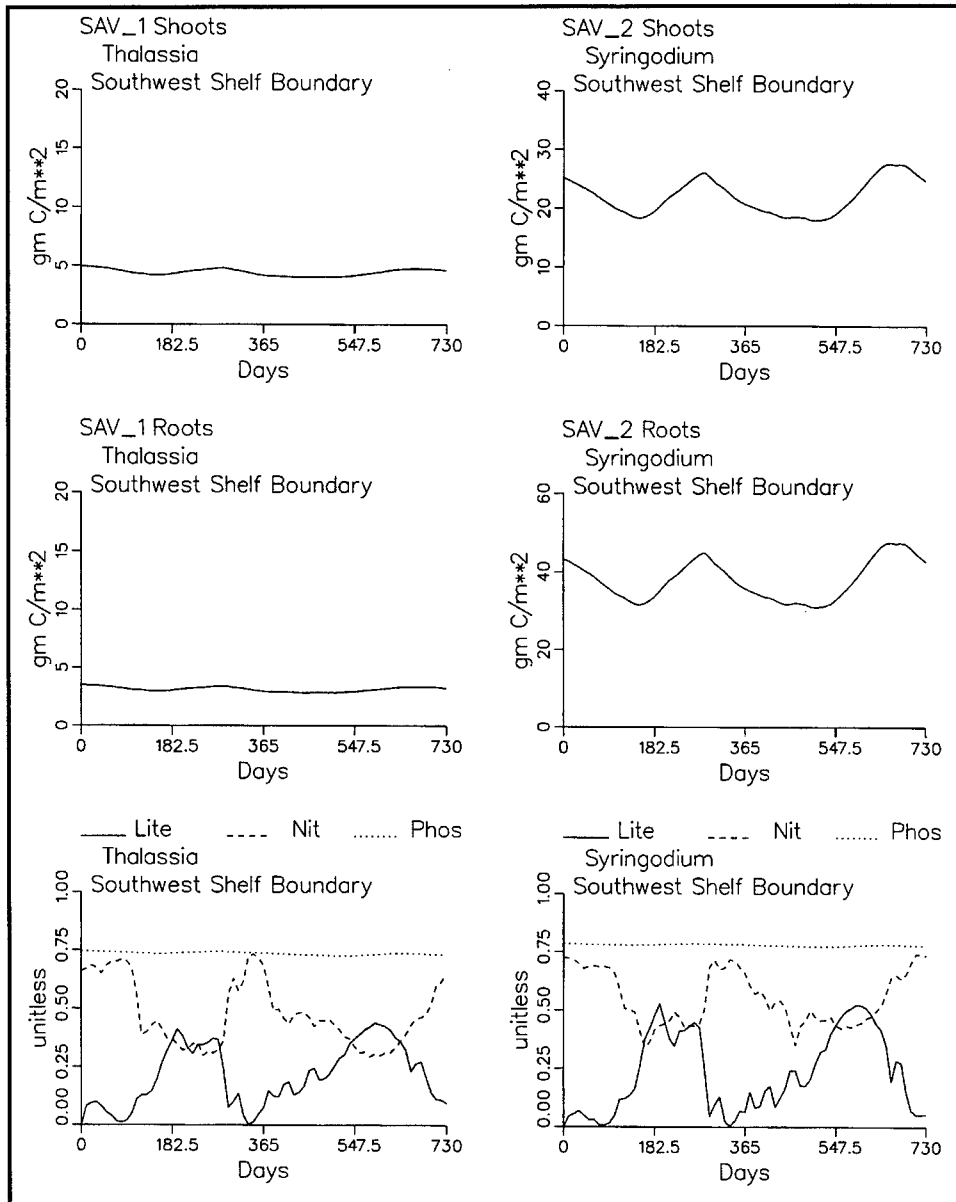 SAV_1 Shoots
Thalassia
Southwest Shelf Boundary
20
15
10
5
0
gm C/m**2
0 182.5 365 547.5 730
Days
SAV_2 Shoots
Syringodium
Southwest Shelf Boundary
40
30
20
10
0
gm C/m**2
0 182.5 365 547.5 730
Days
SAV_1 Roots
Thalassia
Southwest Shelf Boundary
20
15
10
5
0
gm C/m**2
0 182.5 365 547.5 730
Days
SAV_2 Roots
Syringodium
Southwest Shelf Boundary
60
40
20
0
gm C/m**2
0 182.5 365 547.5 730
Days
Lite Nit Phos
Thalassia
Southwest Shelf Boundary
1.00
0.75
0.50
0.25
0.00
unitless
0 182.5 365 547.5 730
Days
Lite Nit Phos
Syringodium
Southwest Shelf Boundary
1.00
0.75
0.50
0.25
0.00
unitless
0 182.5 365 547.5 730
Days